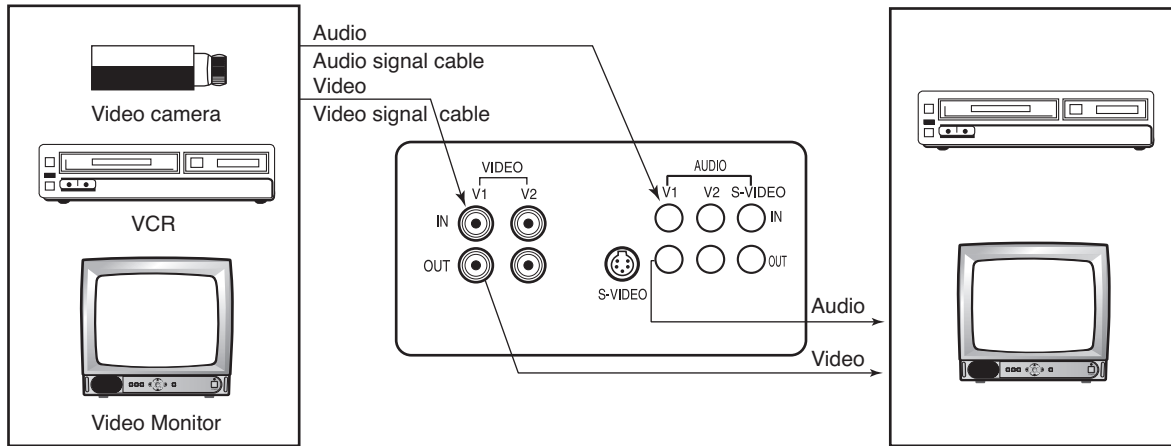 Audio
Audio signal cable
Video
Video signal cable
Video camera
VCR
Video Monitor
VIDEO
V1 V2
IN
OUT
S-VIDEO
AUDIO
V1 V2 S-VIDEO
IN
OUT
Audio
Video